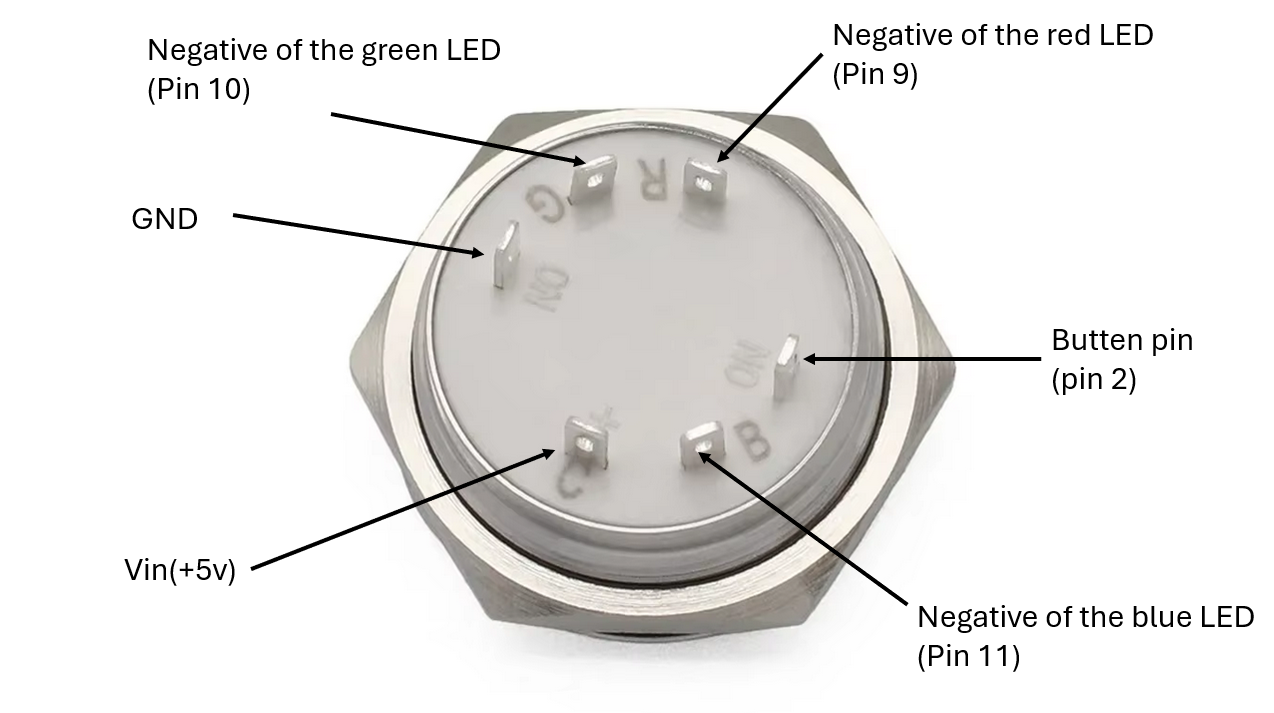 Negative of the green LED
(Pin 10)
Negative of the red LED
(Pin 9)
GND
G
R
NO
NO
Butten pin
(pin 2)
+
C
B
Vin(+5v)
Negative of the blue LED
(Pin 11)